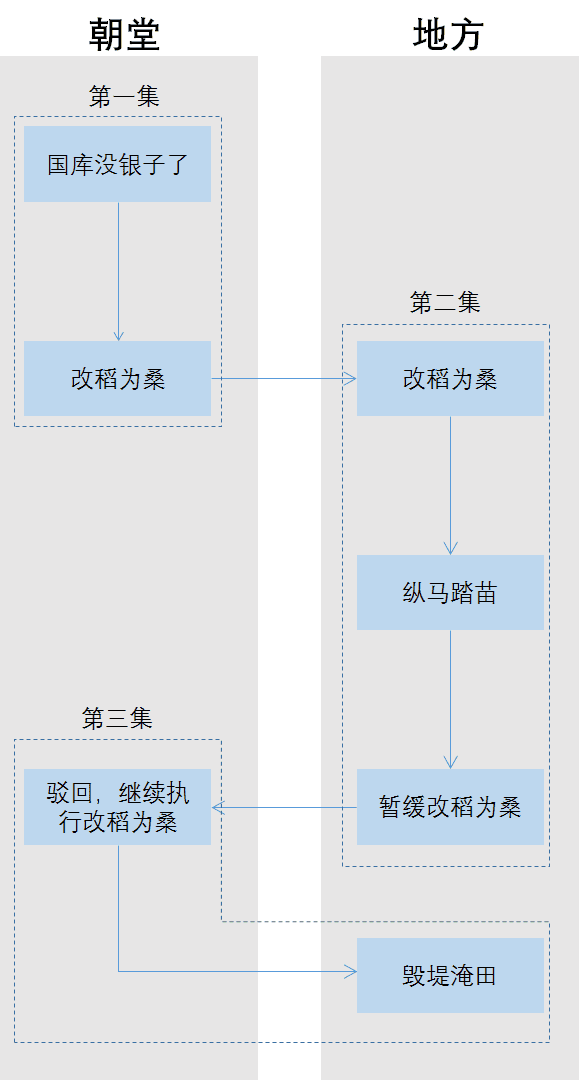 朝堂
地方
第一集
国库没银子了
改稻为桑
第二集
改稻为桑
纵马踏苗
暂缓改稻为桑
第三集
驳回，继续执
行改稻为桑
毁堤淹田